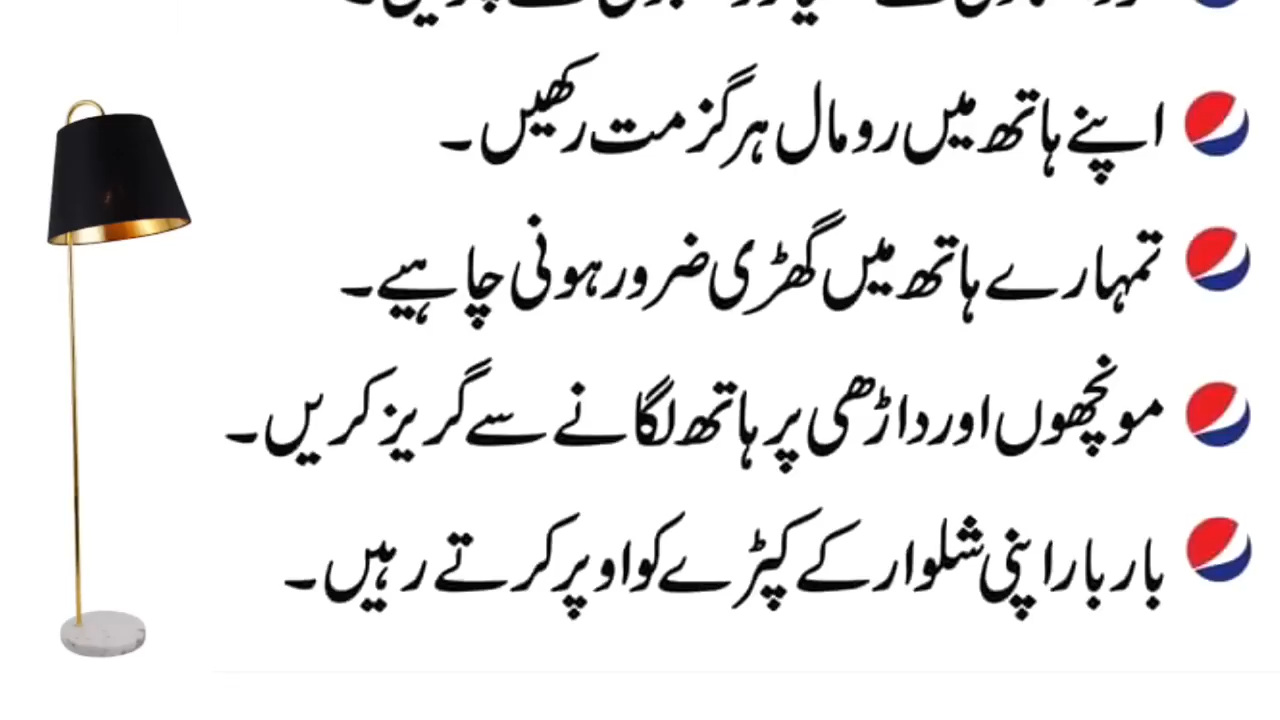 اپنے ہاتھ میں رومال ہرگز مت رکھیں۔
تمہارے ہاتھ میں گھڑی ضرور ہونی چاہیے۔
مونچھوں اور داڑھی پر ہاتھ لگانے سے گریز کریں۔
بار بار اپنی شلوار کے کپڑے کو اوپر کرتے رہیں۔